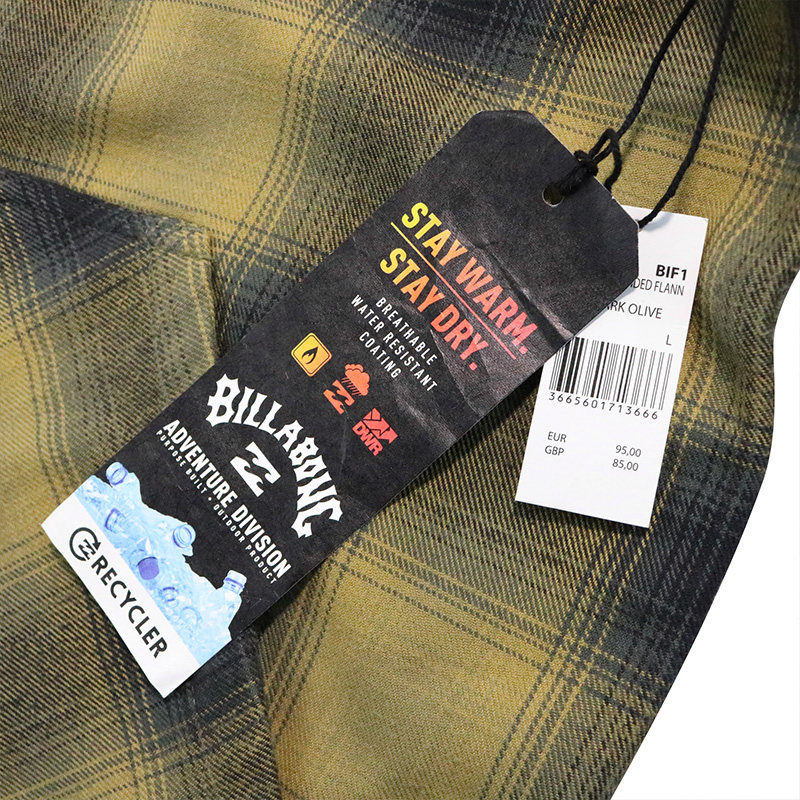 STAY WARM.
STAY DRY.
BREATHABLE
WATER RESISTANT
COATING
DWR
BILLABONG
ADVENTURE DIVISION
PURPOSE BUILT • OUTDOOR PRODUCT
RECYCLER
BIF1
DED FLANN
ARK OLIVE
L
3665601713666
EUR 95,00
GBP 85,00